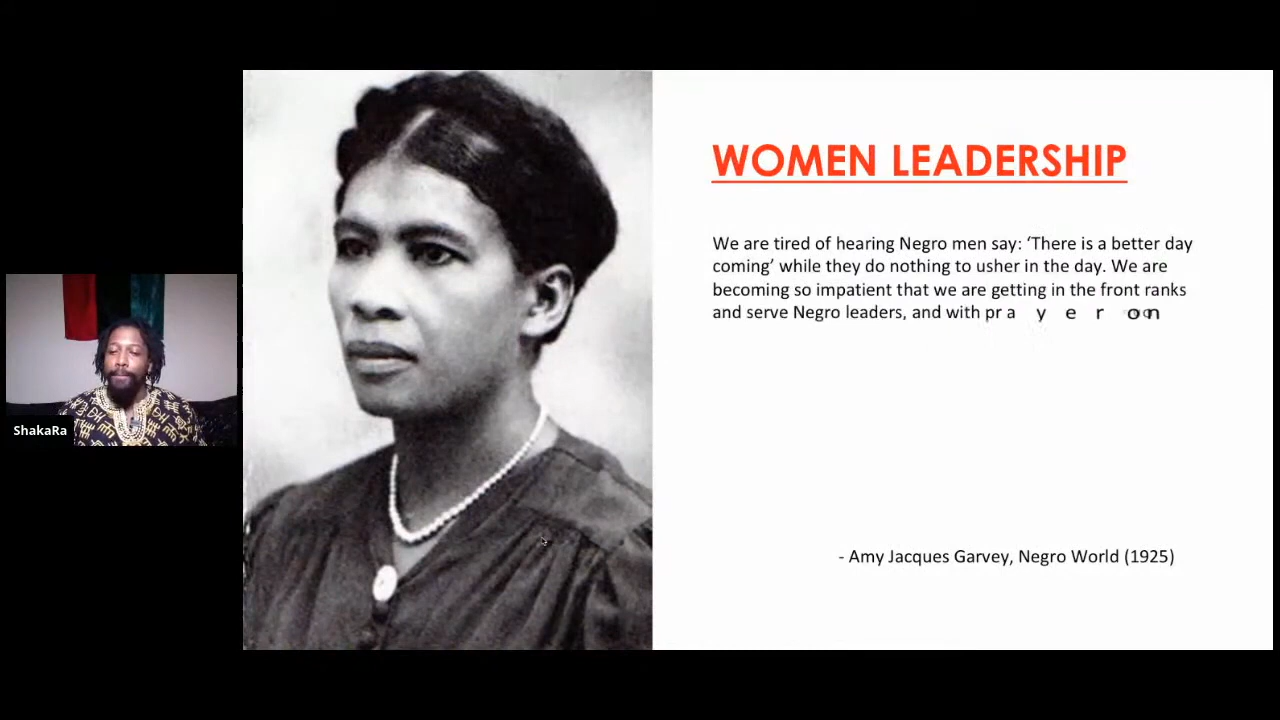 WOMEN LEADERSHIP
We are tired of hearing Negro men say: ‘There is a better day
coming’ while they do nothing to usher in the day. We are
becoming so impatient that we are getting in the front ranks
and serve Negro leaders, and with prayer on
- Amy Jacques Garvey, Negro World (1925)
ShakaRa